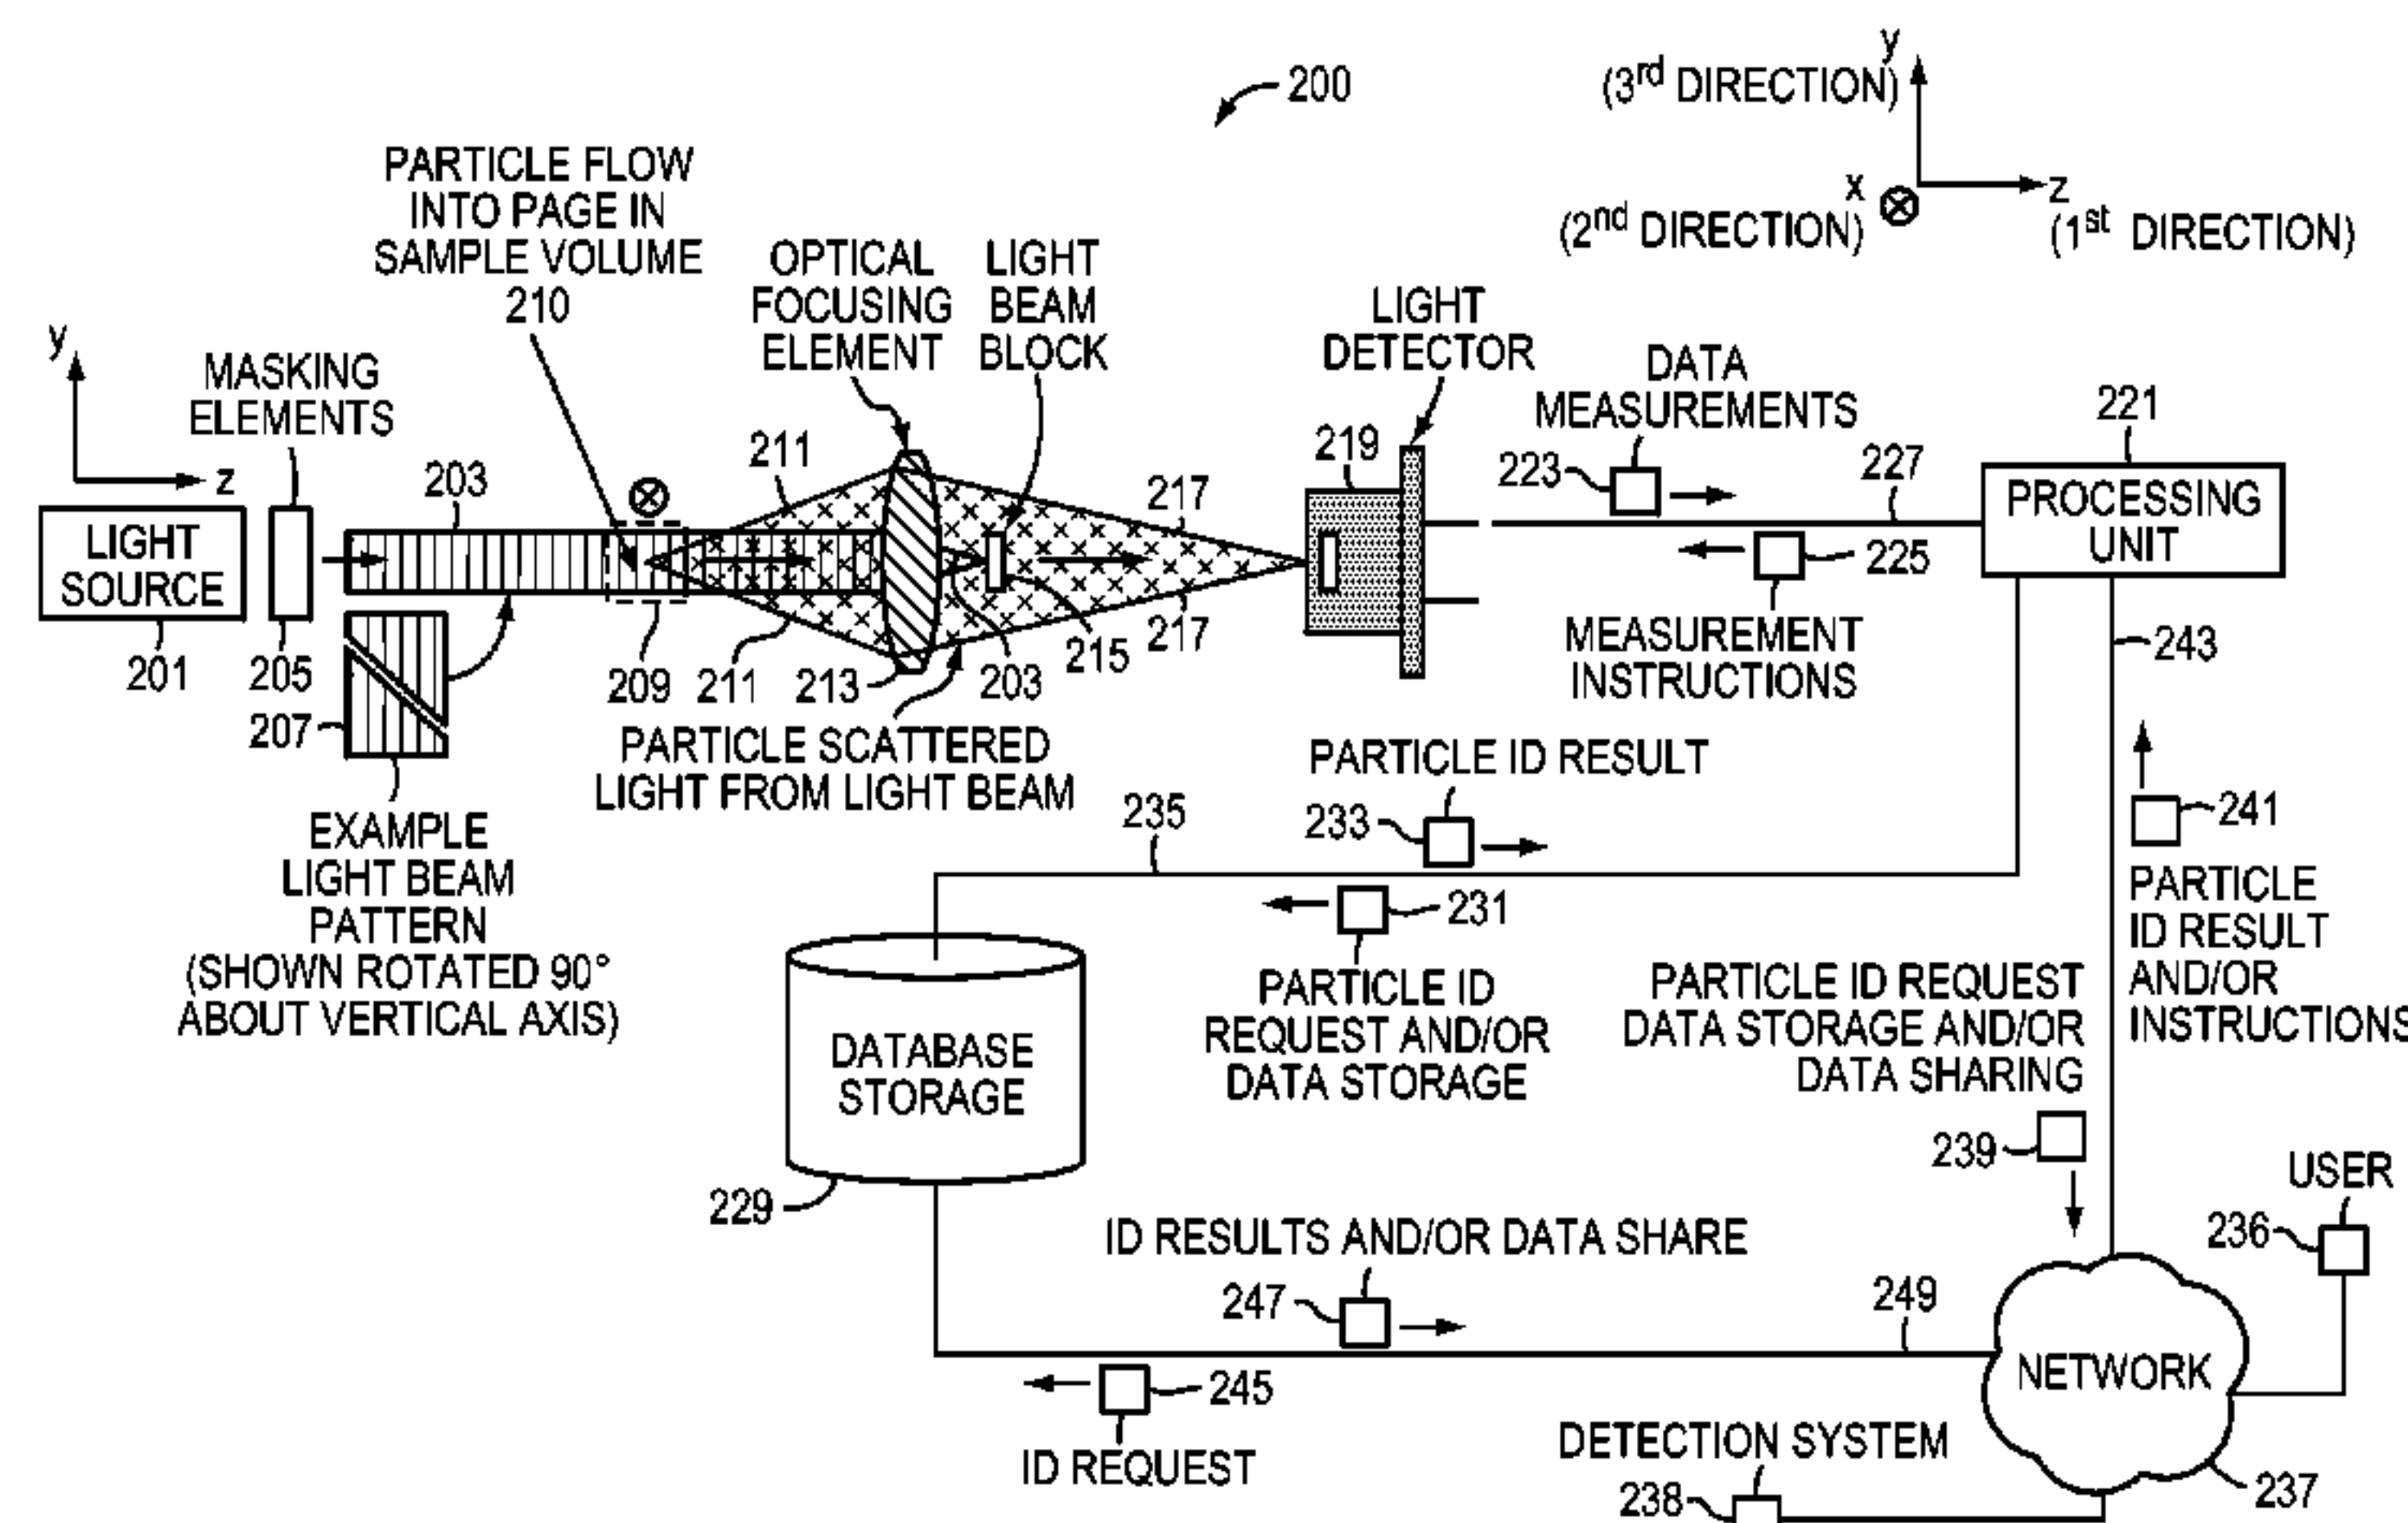 200
y
(3rd DIRECTION)
x
(2nd DIRECTION)
z
(1st DIRECTION)
PARTICLE FLOW
INTO PAGE IN
SAMPLE VOLUME
210
OPTICAL
FOCUSING
ELEMENT
LIGHT
BEAM
BLOCK
LIGHT
DETECTOR
y
z
MASKING
ELEMENTS
DATA
MEASUREMENTS
LIGHT
SOURCE
201
205
203
211
217
219
223
227
221
PROCESSING
UNIT
225
MEASUREMENT
INSTRUCTIONS
207
209
211
213
203
215
217
243
PARTICLE SCATTERED
LIGHT FROM LIGHT BEAM
EXAMPLE
LIGHT BEAM
PATTERN
(SHOWN ROTATED 90°
ABOUT VERTICAL AXIS)
PARTICLE ID RESULT
235
233
231
PARTICLE ID
REQUEST AND/OR
DATA STORAGE
241
PARTICLE
ID RESULT
AND/OR
INSTRUCTIONS
PARTICLE ID REQUEST
DATA STORAGE AND/OR
DATA SHARING
239
DATABASE
STORAGE
229
USER
236
ID RESULTS AND/OR DATA SHARE
247
249
245
ID REQUEST
NETWORK
237
DETECTION SYSTEM
238